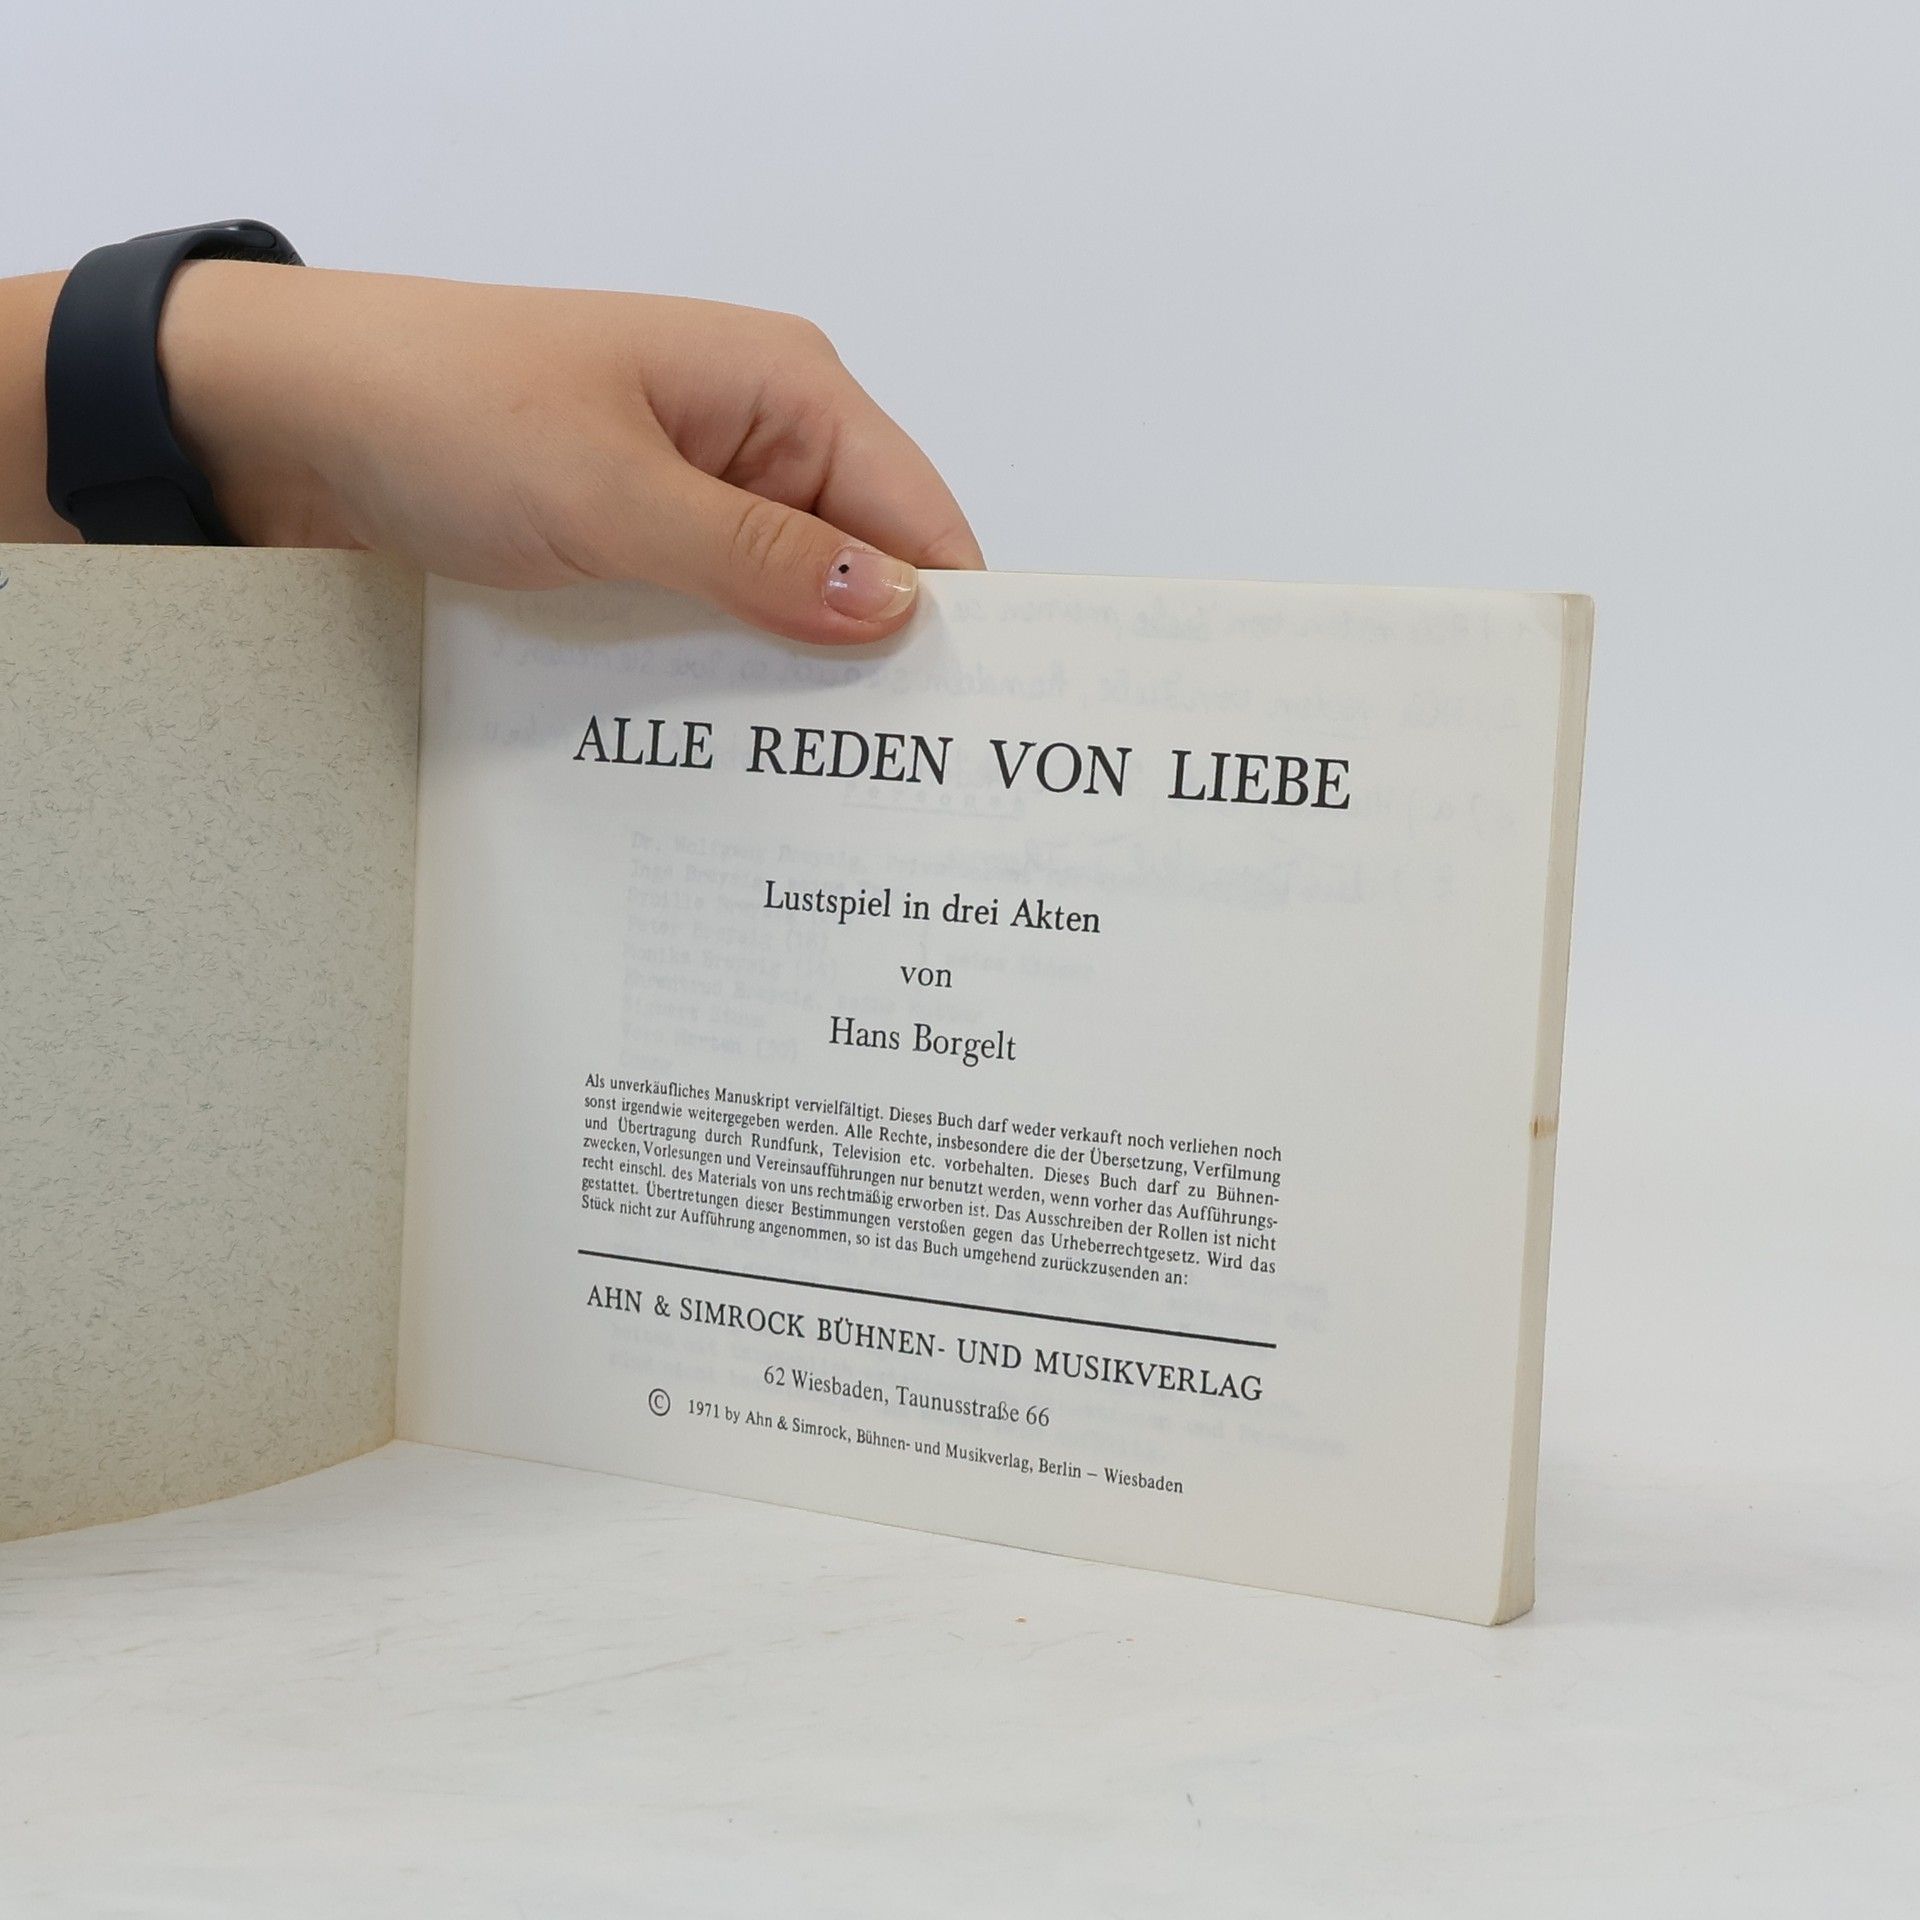 ALLE REDEN VON LIEBE
Lustspiel in drei Akten
von
Hans Borgelt
Als unverkäufliches Manuskript vervielfältigt. Dieses Buch darf weder verkauft noch verliehen noch
sonst irgendwie weitergegeben werden. Alle Rechte, insbesondere die der Übersetzung, Verfilmung
und Übertragung durch Rundfunk, Television etc. vorbehalten. Dieses Buch darf zu Bühnen-
zwecken, Vorlesungen und Vereinsaufführungen nur benutzt werden, wenn vorher das Aufführungs-
recht einschl. des Materials von uns rechtmäßig erworben ist. Das Ausschreiben der Rollen ist nicht
gestattet. Übertretungen dieser Bestimmungen verstoßen gegen das Urheberrechtgesetz. Wird das
Stück nicht zur Aufführung angenommen, so ist das Buch umgehend zurückzusenden an:
AHN & SIMROCK BÜHNEN- UND MUSIKVERLAG
62 Wiesbaden, Taunusstraße 66
© 1971 by Ahn & Simrock, Bühnen- und Musikverlag, Berlin – Wiesbaden